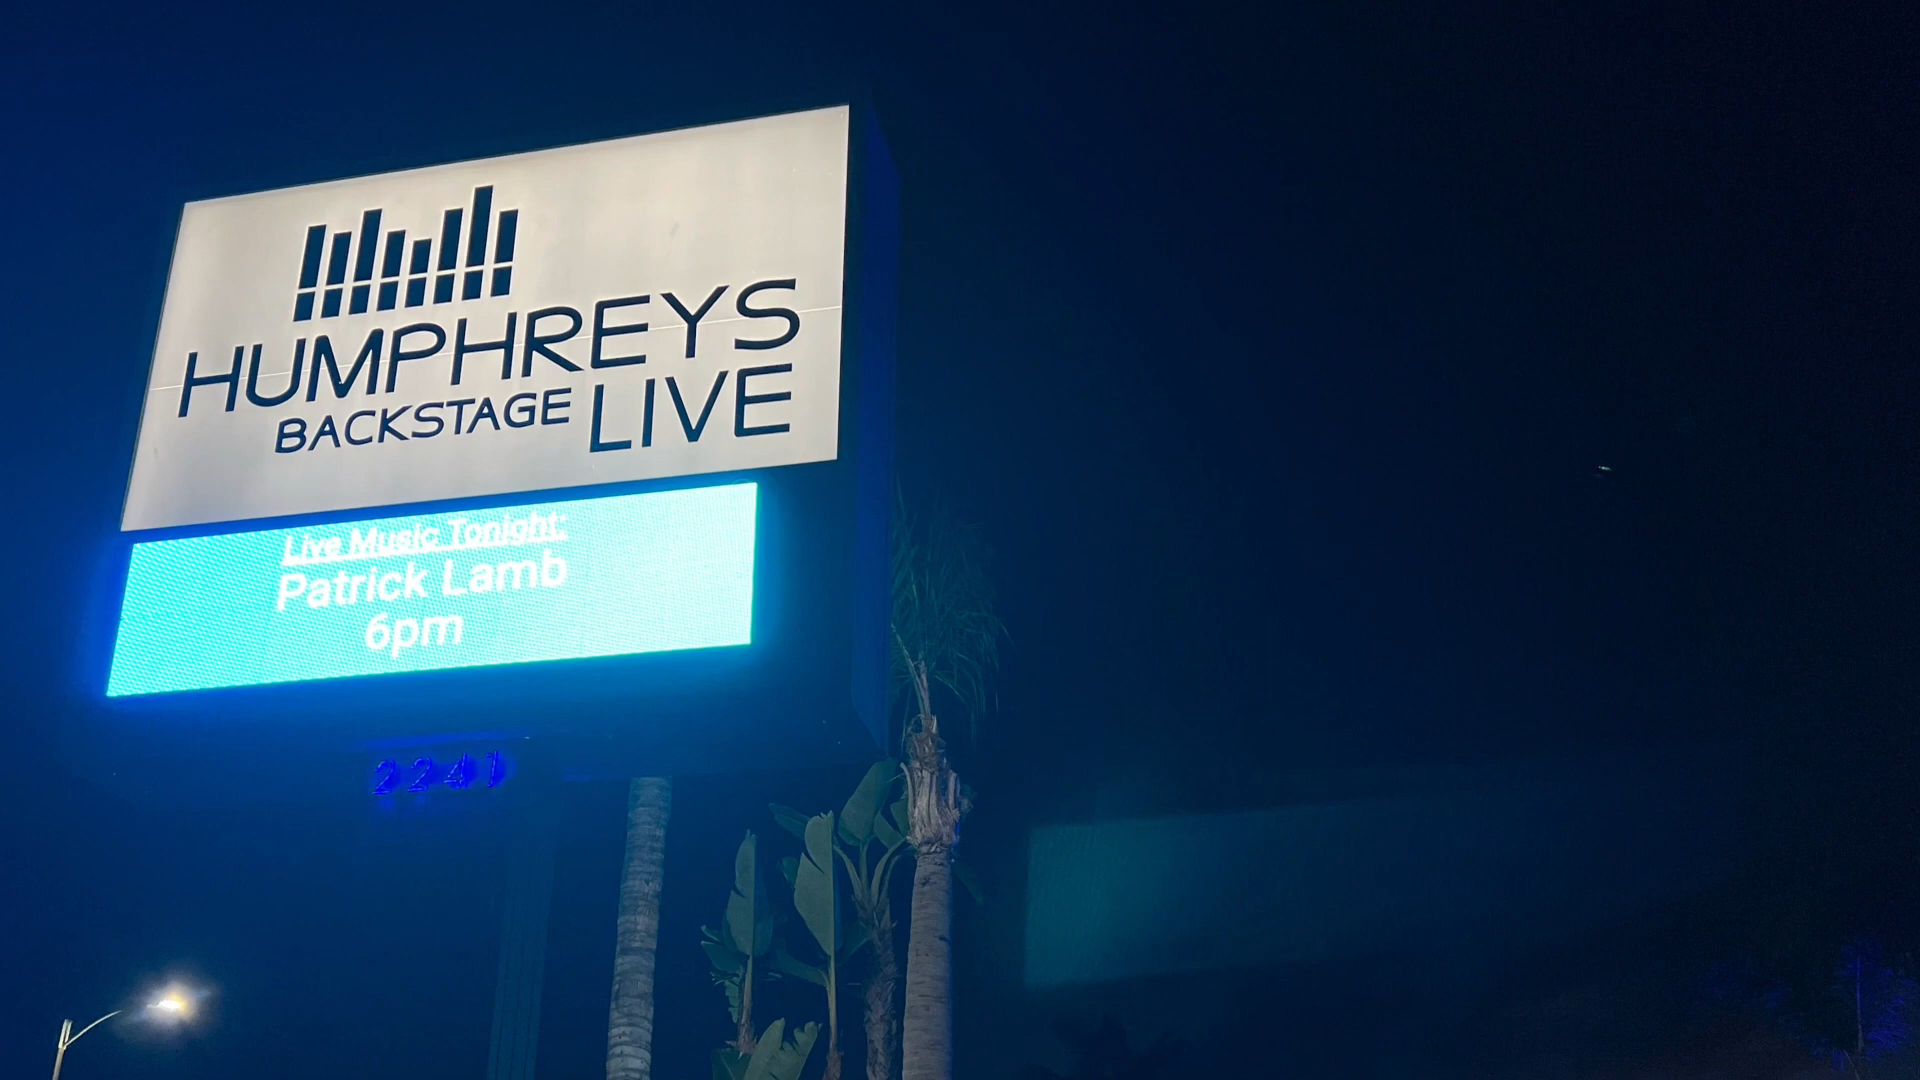 HUMPHREYS
BACKSTAGE LIVE
Live Music Tonight:
Patrick Lamb
6pm
2241